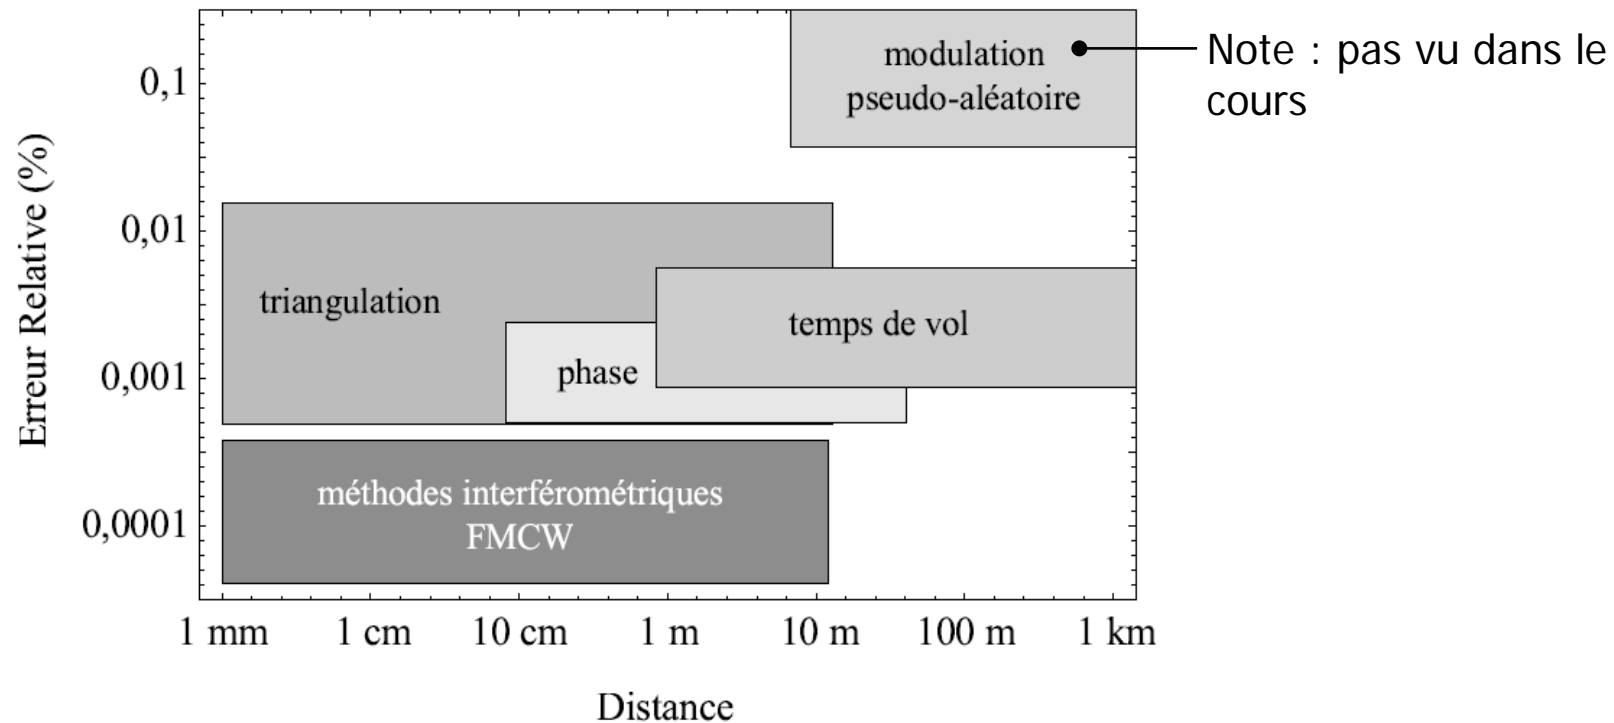 modulation
pseudo-aléatoire
Note : pas vu dans le
cours
Erreur Relative (%)
0,1
0,01
0,001
0,0001
triangulation
temps de vol
phase
méthodes interférométriques
FMCW
1 mm
1 cm
10 cm
1 m
10 m
100 m
1 km
Distance